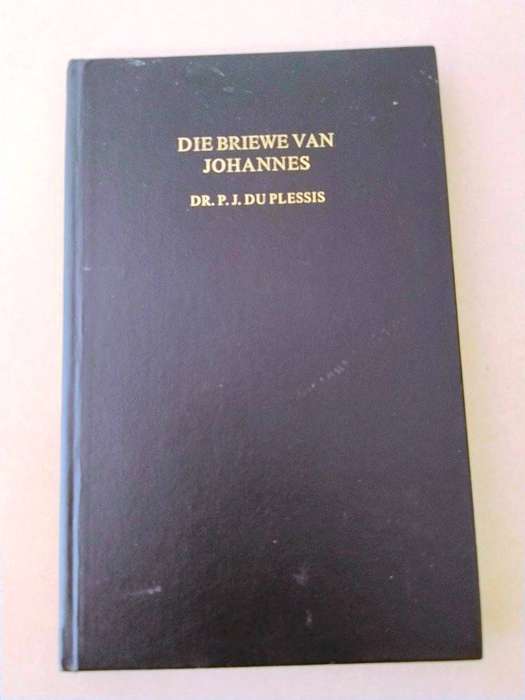 DIE BRIEWE VAN
JOHANNES
DR. P. J. DU PLESSIS